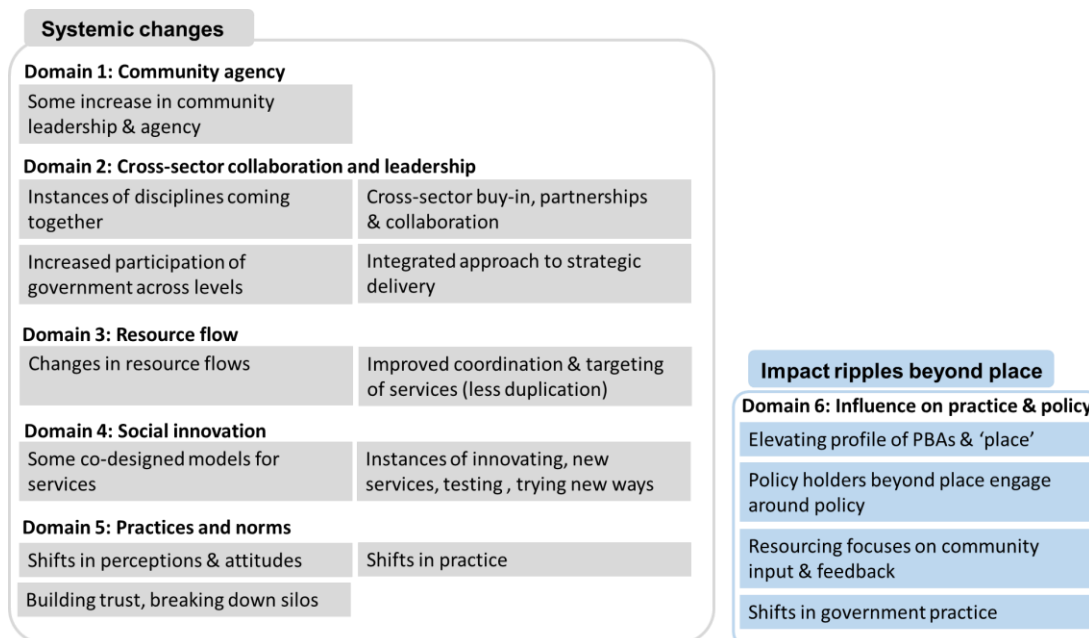 Systemic changes
Domain 1: Community agency
Some increase in community
leadership & agency
Domain 2: Cross-sector collaboration and leadership
Instances of disciplines coming
together
Cross-sector buy-in, partnerships
& collaboration
Increased participation of
government across levels
Integrated approach to strategic
delivery
Domain 3: Resource flow
Changes in resource flows
Improved coordination & targeting
of services (less duplication)
Domain 4: Social innovation
Some co-designed models for
services
Instances of innovating, new
services, testing , trying new ways
Domain 5: Practices and norms
Shifts in perceptions & attitudes
Shifts in practice
Building trust, breaking down silos
Impact ripples beyond place
Domain 6: Influence on practice & policy
Elevating profile of PBAs & ‘place’
Policy holders beyond place engage
around policy
Resourcing focuses on community
input & feedback
Shifts in government practice